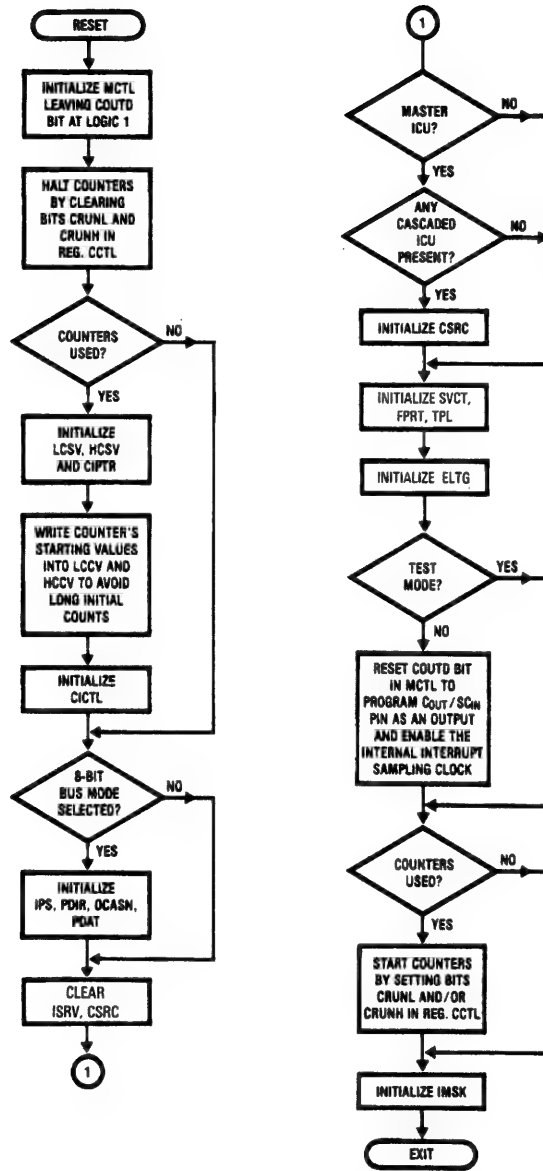 RESET
INITIALIZE MCTL
LEAVING COUTD
BIT AT LOGIC 1
HALT COUNTERS
BY CLEARING
BITS CRUNL AND
CRUNH IN
REG. CCTL
COUNTERS
USED?
NO
YES
INITIALIZE
LCSV, HCSV
AND CIPTR
WRITE COUNTER'S
STARTING VALUES
INTO LCCV AND
HCCV TO AVOID
LONG INITIAL
COUNTS
INITIALIZE
CICTL
8-BIT
BUS MODE
SELECTED?
NO
YES
INITIALIZE
IPS, PDIR, OCASN,
PDAT
CLEAR
ISRV, CSRC
1
1
MASTER
ICU?
NO
YES
ANY
CASCADED
ICU
PRESENT?
NO
YES
INITIALIZE CSRC
INITIALIZE SVCT,
FPRT, TPL
INITIALIZE ELTG
TEST
MODE?
YES
NO
RESET COUTD BIT
IN MCTL TO
PROGRAM COUT/SCIN
PIN AS AN OUTPUT
AND ENABLE THE
INTERNAL INTERRUPT
SAMPLING CLOCK
COUNTERS
USED?
NO
YES
START COUNTERS
BY SETTING BITS
CRUNL AND/OR
CRUNH IN REG. CCTL
INITIALIZE IMSK
EXIT